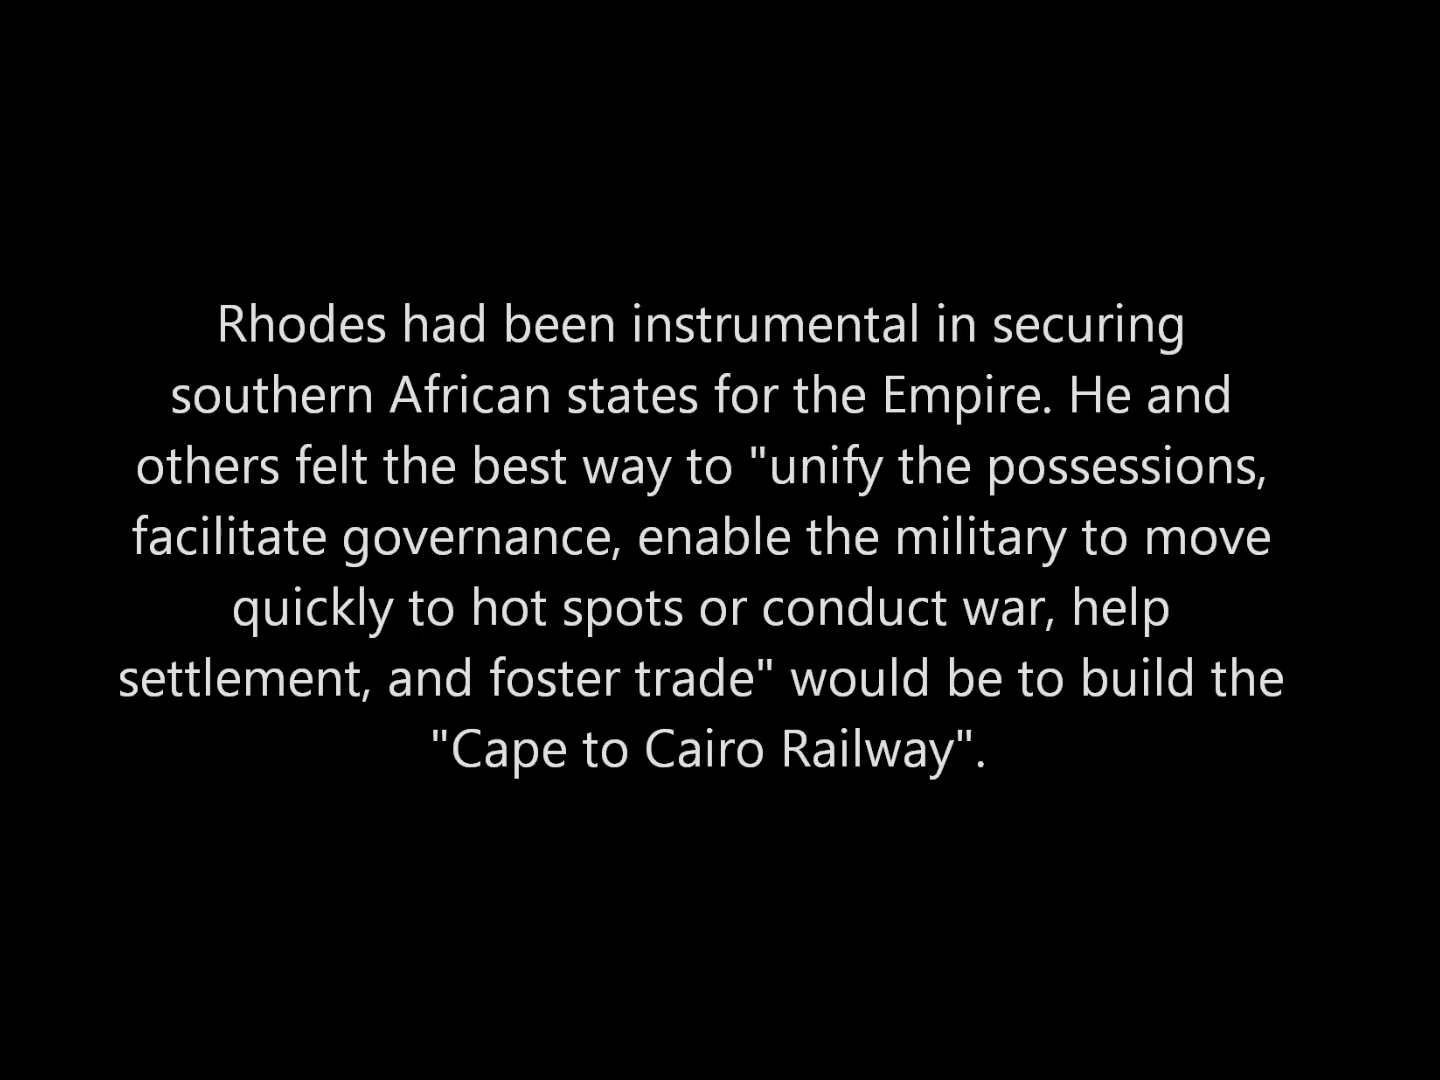 Rhodes had been instrumental in securing
southern African states for the Empire. He and
others felt the best way to "unify the possessions,
facilitate governance, enable the military to move
quickly to hot spots or conduct war, help
settlement, and foster trade" would be to build the
"Cape to Cairo Railway".